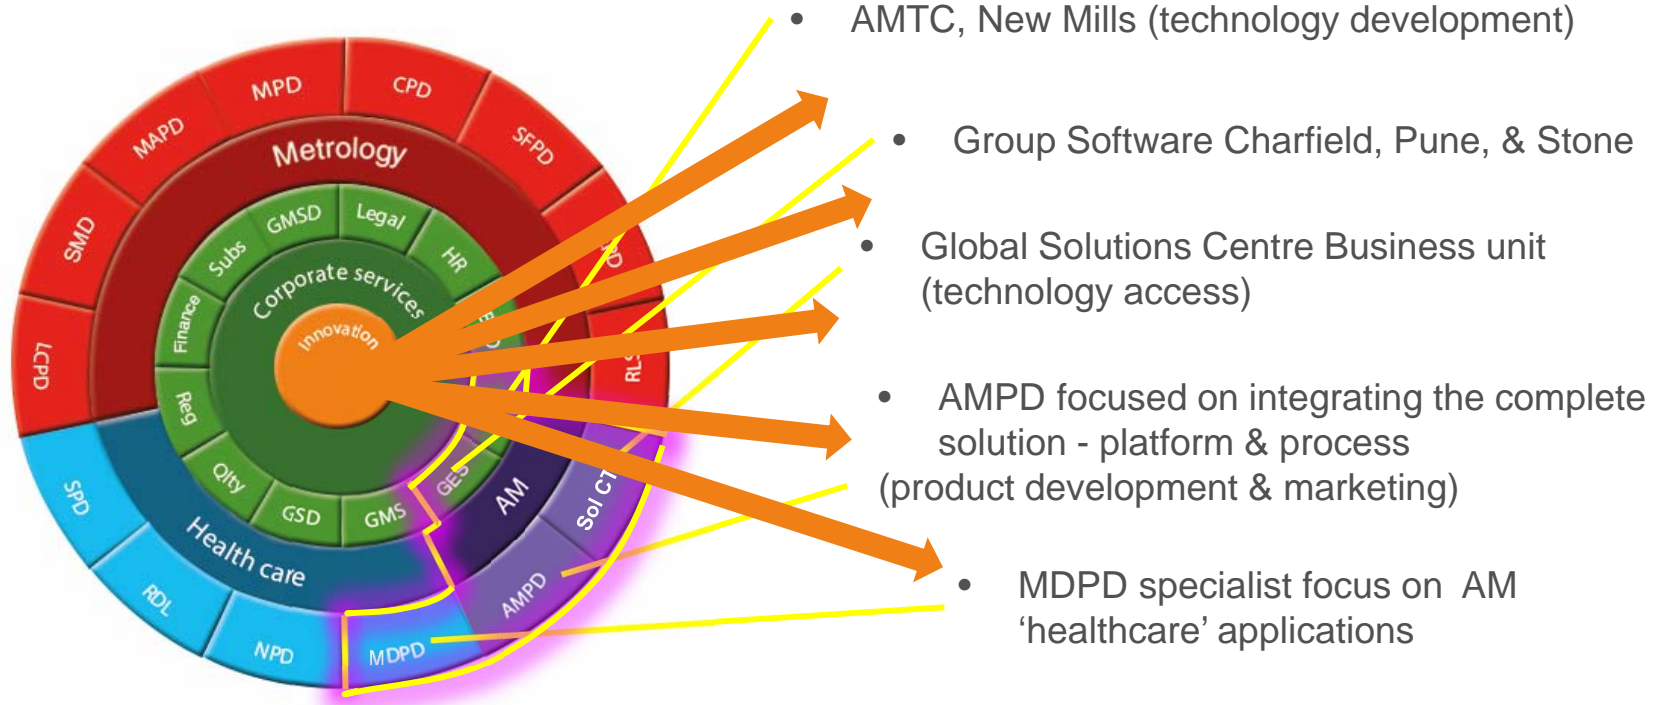 MPD
CPD
SFPD
MAPD
SMD
LCPD
Metrology
GMSD
Legal
HR
Subs
Finance
Reg
Qlty
GSD
GMS
GES
Corporate services
Innovation
AM
Sol CT
AMPD
MDPD
NPD
RDL
SPD
Health care
• AMTC, New Mills (technology development)
• Group Software Charfield, Pune, & Stone
• Global Solutions Centre Business unit
(technology access)
• AMPD focused on integrating the complete
solution - platform & process
(product development & marketing)
• MDPD specialist focus on AM
‘healthcare’ applications